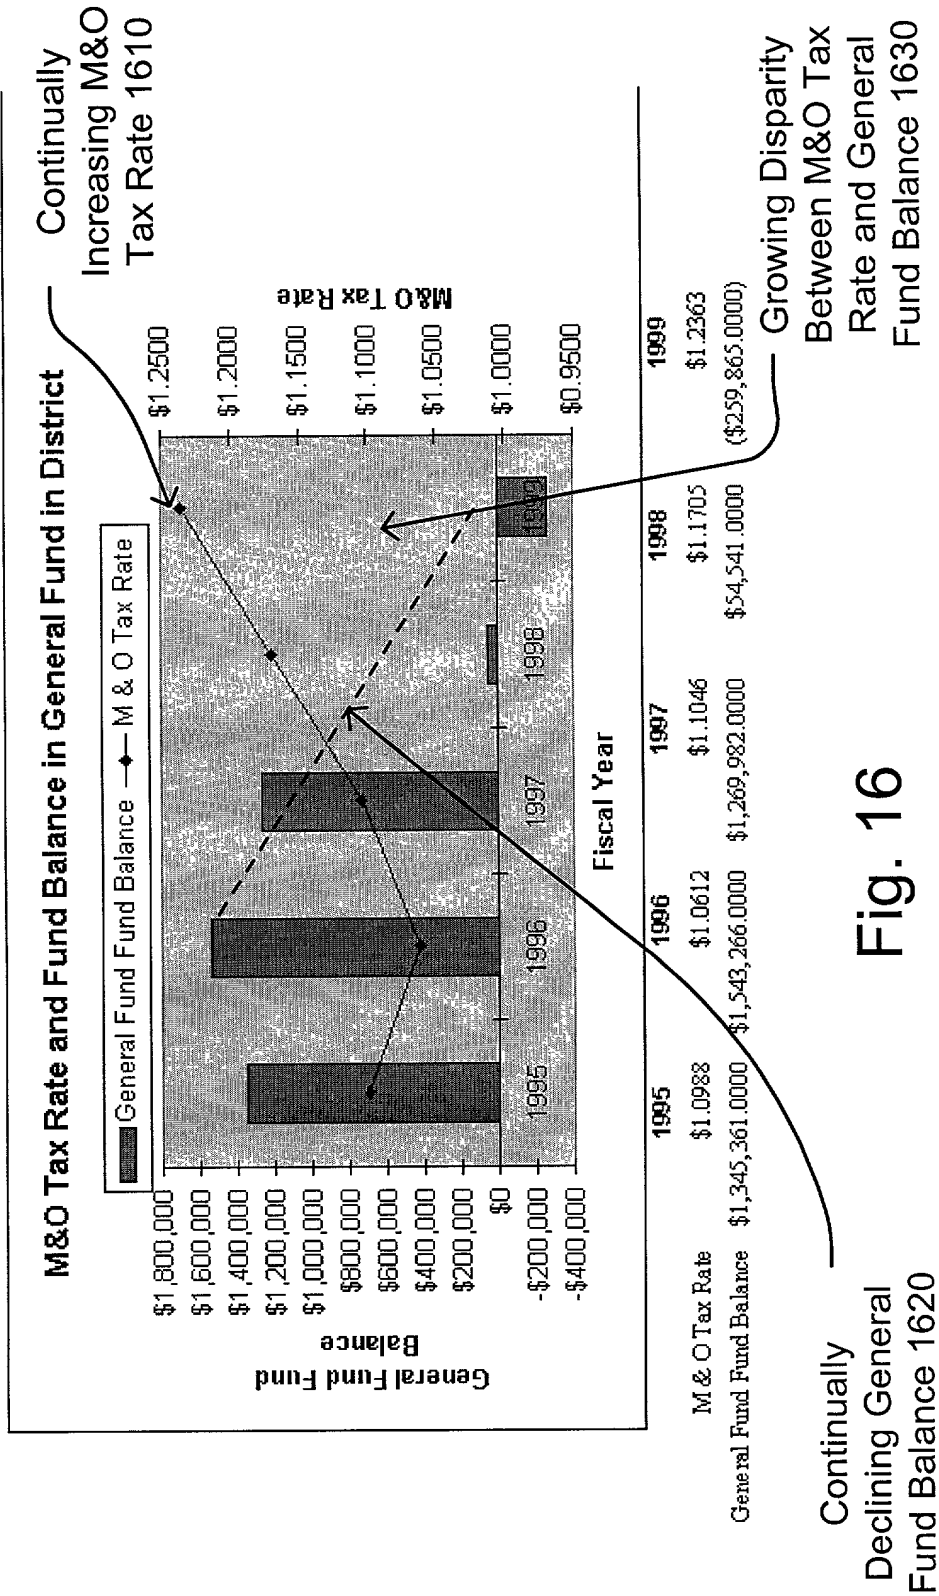 Continually
Increasing M&O
Tax Rate 1610
M&O Tax Rate and Fund Balance in General Fund in District
General Fund Fund Balance M & O Tax Rate
General Fund Fund
Balance
$1,800,000
$1,600,000
$1,400,000
$1,200,000
$1,000,000
$800,000
$600,000
$400,000
$200,000
$0
-$200,000
-$400,000
1995 1996 1997 1998 1999
$1.2500
$1.2000
$1.1500
$1.1000
$1.0500
$1.0000
$0.9500
M&O Tax Rate
Fiscal Year
1995 1996 1997 1998 1999
M & O Tax Rate $1.0988 $1.0612 $1.1046 $1.1705 $1.2363
General Fund Fund Balance $1,345,361.0000 $1,543,266.0000 $1,269,982.0000 $54,541.0000 ($259,865.0000)
Growing Disparity
Between M&O Tax
Rate and General
Fund Balance 1630
Continually
Declining General
Fund Balance 1620
Fig. 16